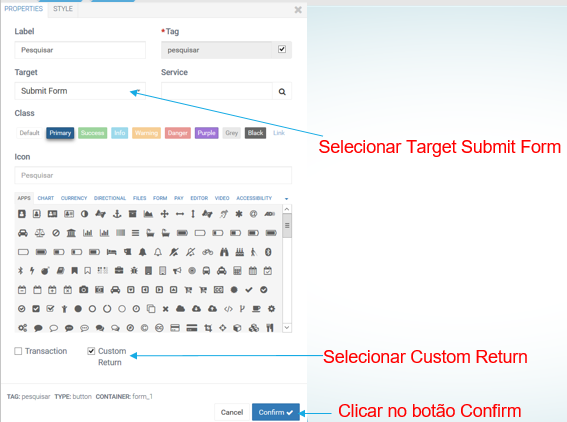 PROPERTIES STYLE
Label *Tag
Pesquisar pesquisar
Target Service
Submit Form
Class
Default Primary Success Info Warning Danger Purple Grey Black Link
Selecionar Target Submit Form
Icon
Pesquisar
APPS CHART CURRENCY DIRECTIONAL FILES FORM PAY EDITOR VIDEO ACCESSIBILITY
Transaction Custom Return
Selecionar Custom Return
TAG: pesquisar TYPE: button CONTAINER: form_1
Cancel Confirm
Clicar no botão Confirm